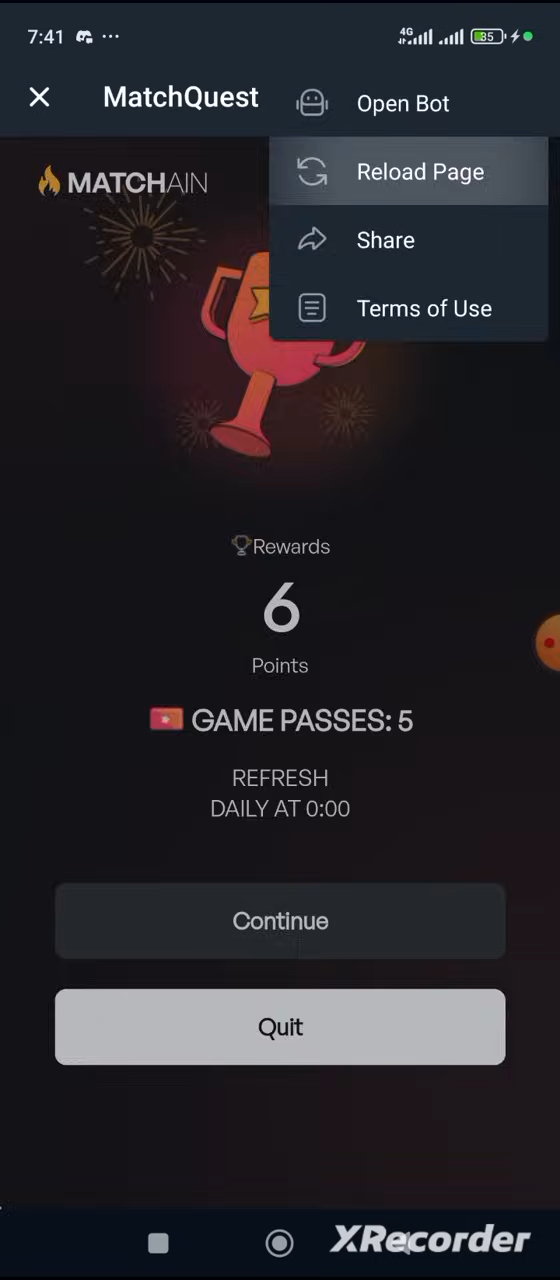 7:41
4G
35
MatchQuest
Open Bot
MATCHAIN
Reload Page
Share
Terms of Use
Rewards
6
Points
GAME PASSES: 5
REFRESH
DAILY AT 0:00
Continue
Quit
XRecorder